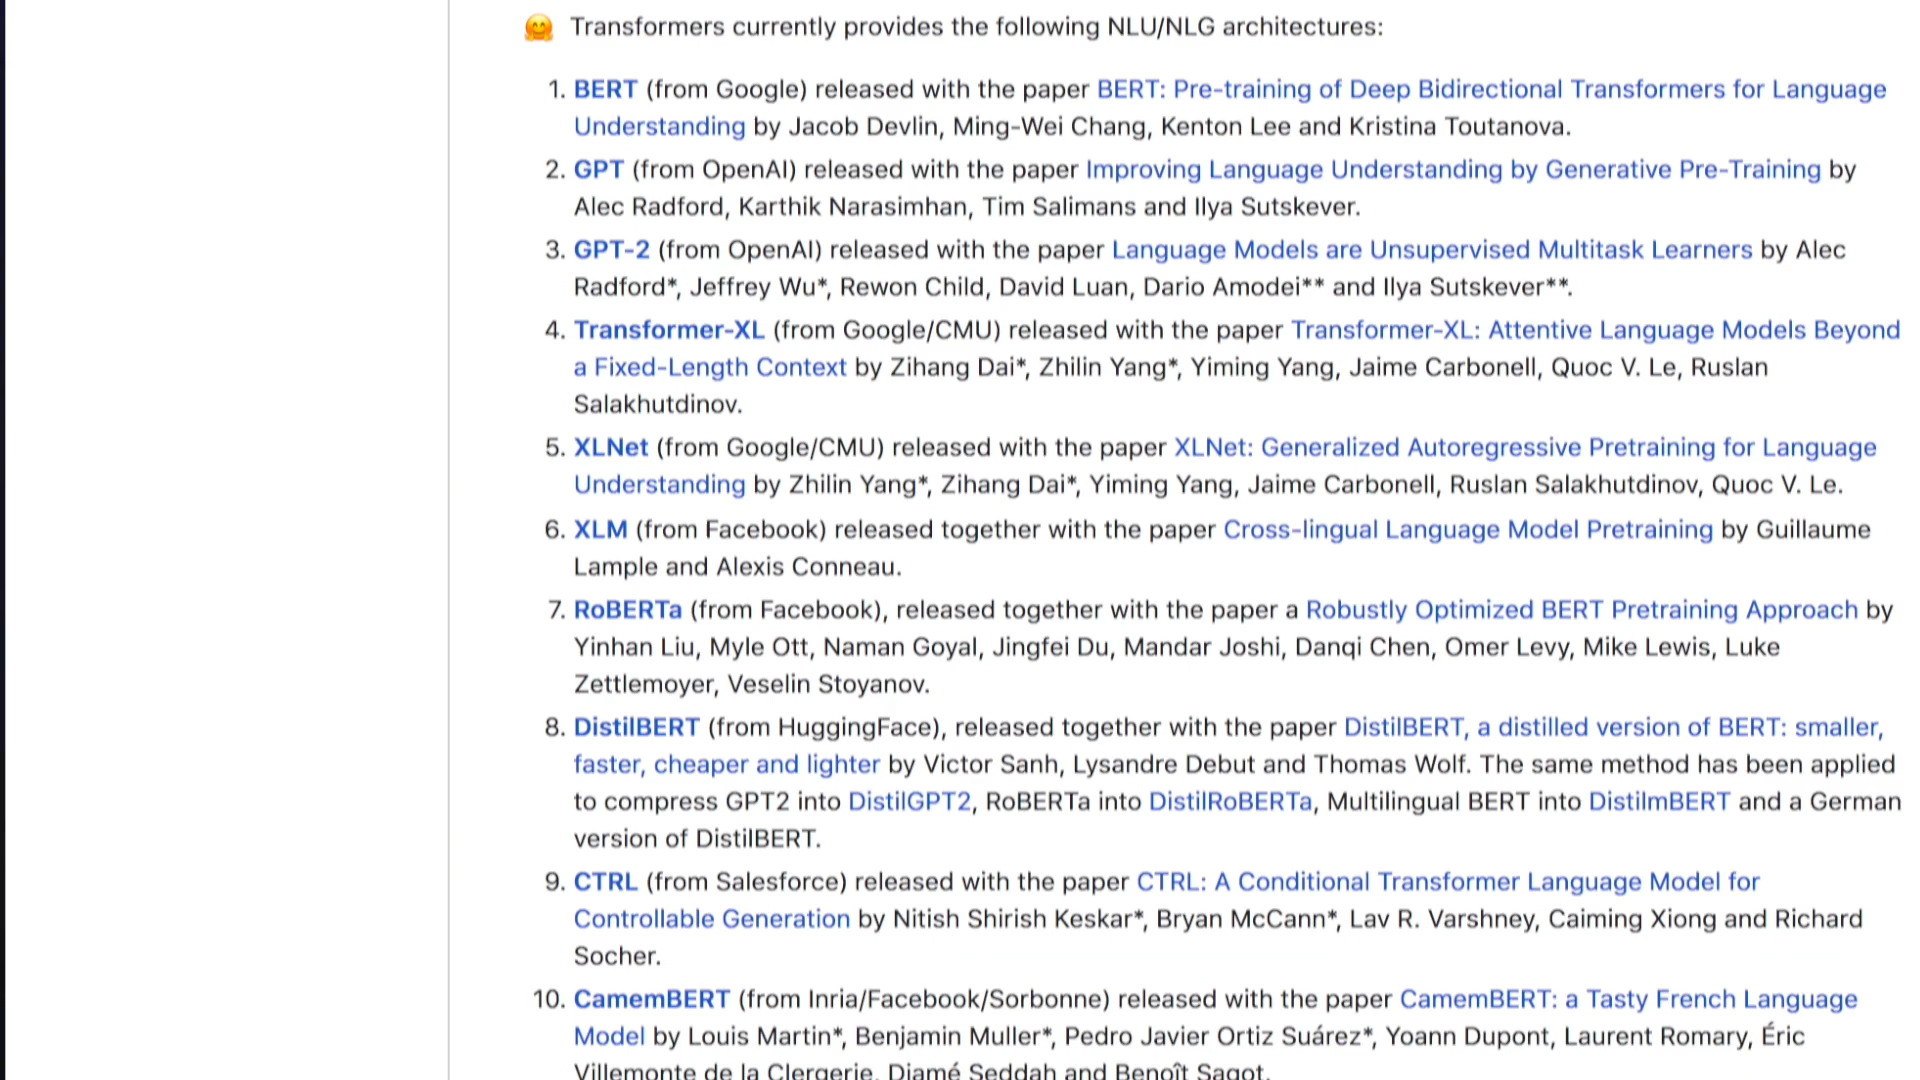 🤗 Transformers currently provides the following NLU/NLG architectures:
1. BERT (from Google) released with the paper BERT: Pre-training of Deep Bidirectional Transformers for Language
Understanding by Jacob Devlin, Ming-Wei Chang, Kenton Lee and Kristina Toutanova.
2. GPT (from OpenAI) released with the paper Improving Language Understanding by Generative Pre-Training by
Alec Radford, Karthik Narasimhan, Tim Salimans and Ilya Sutskever.
3. GPT-2 (from OpenAI) released with the paper Language Models are Unsupervised Multitask Learners by Alec
Radford*, Jeffrey Wu*, Rewon Child, David Luan, Dario Amodei** and Ilya Sutskever**.
4. Transformer-XL (from Google/CMU) released with the paper Transformer-XL: Attentive Language Models Beyond
a Fixed-Length Context by Zihang Dai*, Zhilin Yang*, Yiming Yang, Jaime Carbonell, Quoc V. Le, Ruslan
Salakhutdinov.
5. XLNet (from Google/CMU) released with the paper XLNet: Generalized Autoregressive Pretraining for Language
Understanding by Zhilin Yang*, Zihang Dai*, Yiming Yang, Jaime Carbonell, Ruslan Salakhutdinov, Quoc V. Le.
6. XLM (from Facebook) released together with the paper Cross-lingual Language Model Pretraining by Guillaume
Lample and Alexis Conneau.
7. RoBERTa (from Facebook), released together with the paper a Robustly Optimized BERT Pretraining Approach by
Yinhan Liu, Myle Ott, Naman Goyal, Jingfei Du, Mandar Joshi, Danqi Chen, Omer Levy, Mike Lewis, Luke
Zettlemoyer, Veselin Stoyanov.
8. DistilBERT (from HuggingFace), released together with the paper DistilBERT, a distilled version of BERT: smaller,
faster, cheaper and lighter by Victor Sanh, Lysandre Debut and Thomas Wolf. The same method has been applied
to compress GPT2 into DistilGPT2, RoBERTa into DistilRoBERTa, Multilingual BERT into DistilmBERT and a German
version of DistilBERT.
9. CTRL (from Salesforce) released with the paper CTRL: A Conditional Transformer Language Model for
Controllable Generation by Nitish Shirish Keskar*, Bryan McCann*, Lav R. Varshney, Caiming Xiong and Richard
Socher.
10. CamemBERT (from Inria/Facebook/Sorbonne) released with the paper CamemBERT: a Tasty French Language
Model by Louis Martin*, Benjamin Muller*, Pedro Javier Ortiz Suárez*, Yoann Dupont, Laurent Romary, Éric
Villemonte de la Clergerie, Djamé Seddah and Benoît Sagot.